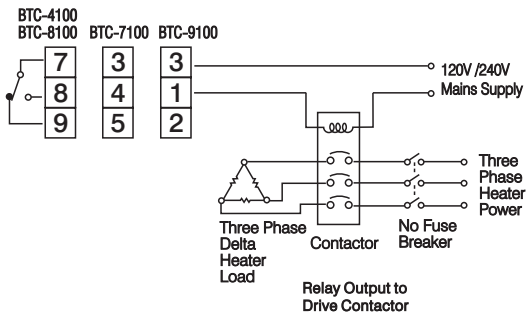 BTC-4100
BTC-8100 BTC-7100 BTC-9100
7 3 3
8 4 1
9 5 2
120V /240V
Mains Supply
Three
Phase
Heater
Power
Three Phase
Delta
Heater
Load
Contactor
No Fuse
Breaker
Relay Output to
Drive Contactor